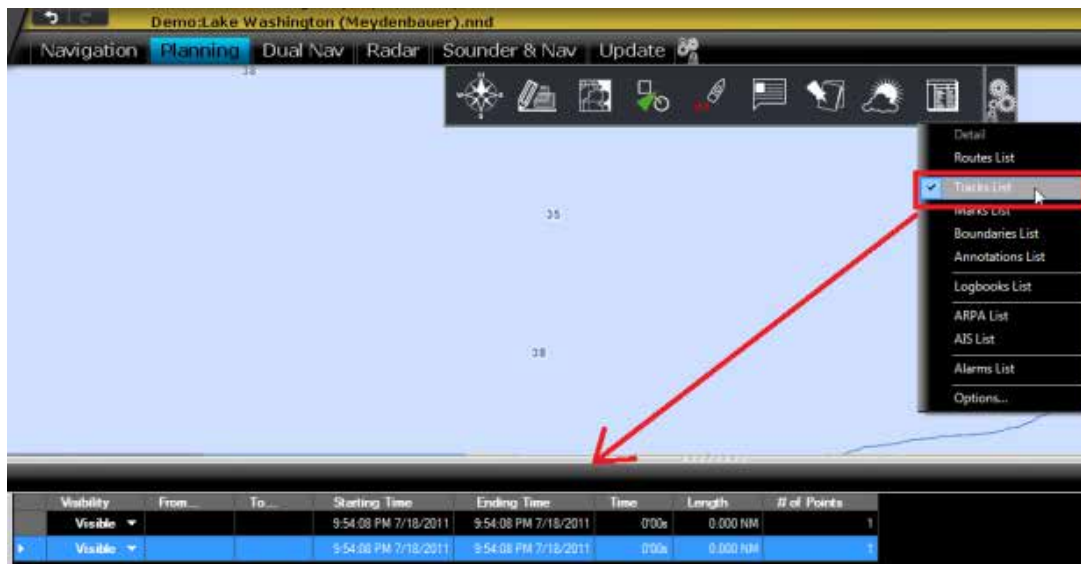 Demo:Lake Washington (Meydenbauer).nnd
Navigation Planning Dual Nav Radar Sounder & Nav Update
38
Detail
Routes List
Tracks List
Marks List
35
Boundaries List
Annotations List
Logbooks List
ARPA List
38
AIS List
Alarms List
Options...
Visibility From... To... Starting Time Ending Time Time Length # of Points
Visible 9:54:08 PM 7/18/2011 9:54:08 PM 7/18/2011 0'00s 0.000 NM 1
Visible 9:54:08 PM 7/18/2011 9:54:08 PM 7/18/2011 0'00s 0.000 NM 1